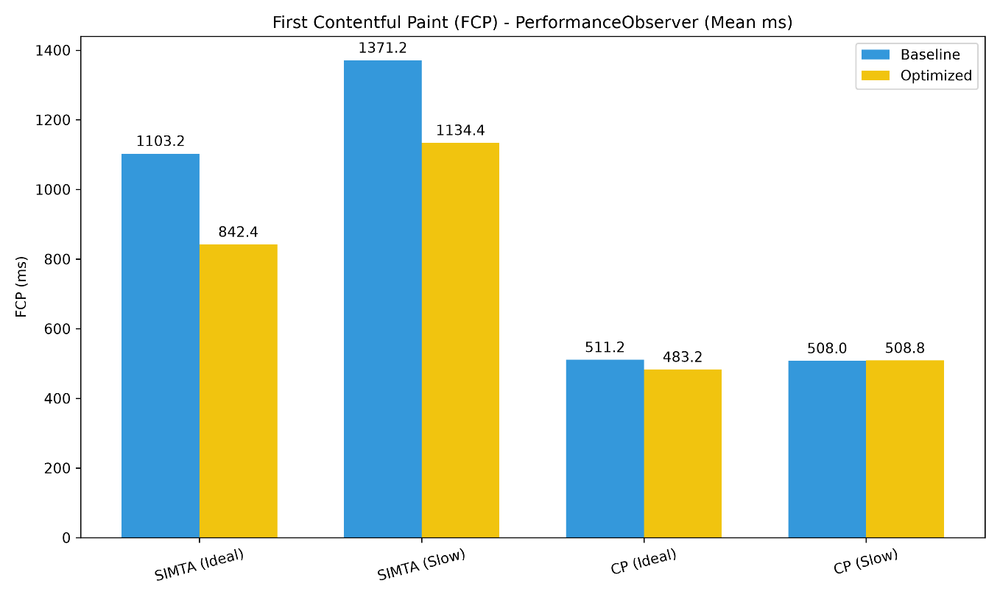 First Contentful Paint (FCP) - PerformanceObserver (Mean ms)
Baseline
Optimized
FCP (ms)
1400
1200
1000
800
600
400
200
0
1103.2
842.4
1371.2
1134.4
511.2
483.2
508.0
508.8
SIMTA (Ideal)
SIMTA (Slow)
CP (Ideal)
CP (Slow)